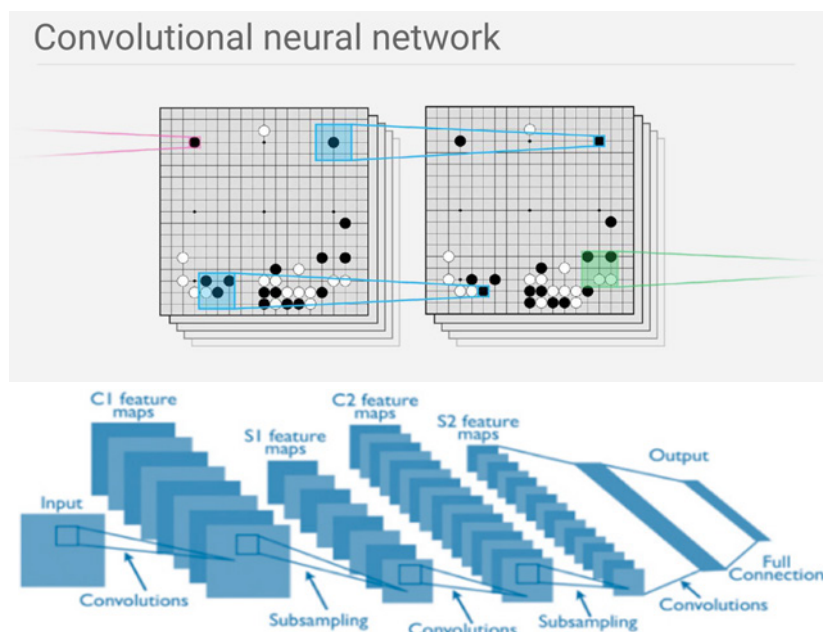 Convolutional neural network
C1 feature
maps
S1 feature
maps
C2 feature
maps
S2 feature
maps
Output
Input
Convolutions
Subsampling
Convolutions
Subsampling
Convolutions
Full
Connection